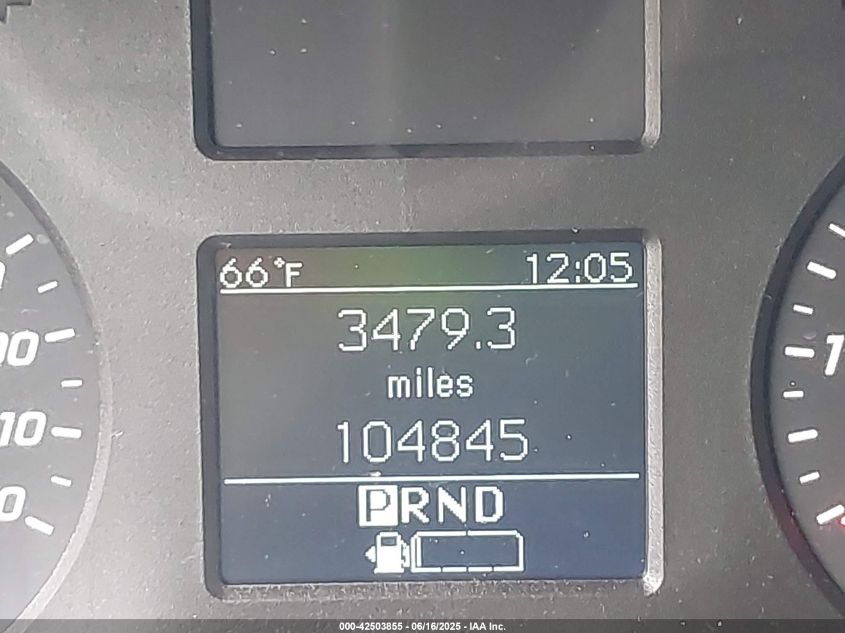 66°F 12:05
3479.3
miles
104845
PRND
000-42503855 - 06/16/2025 - IAA Inc.